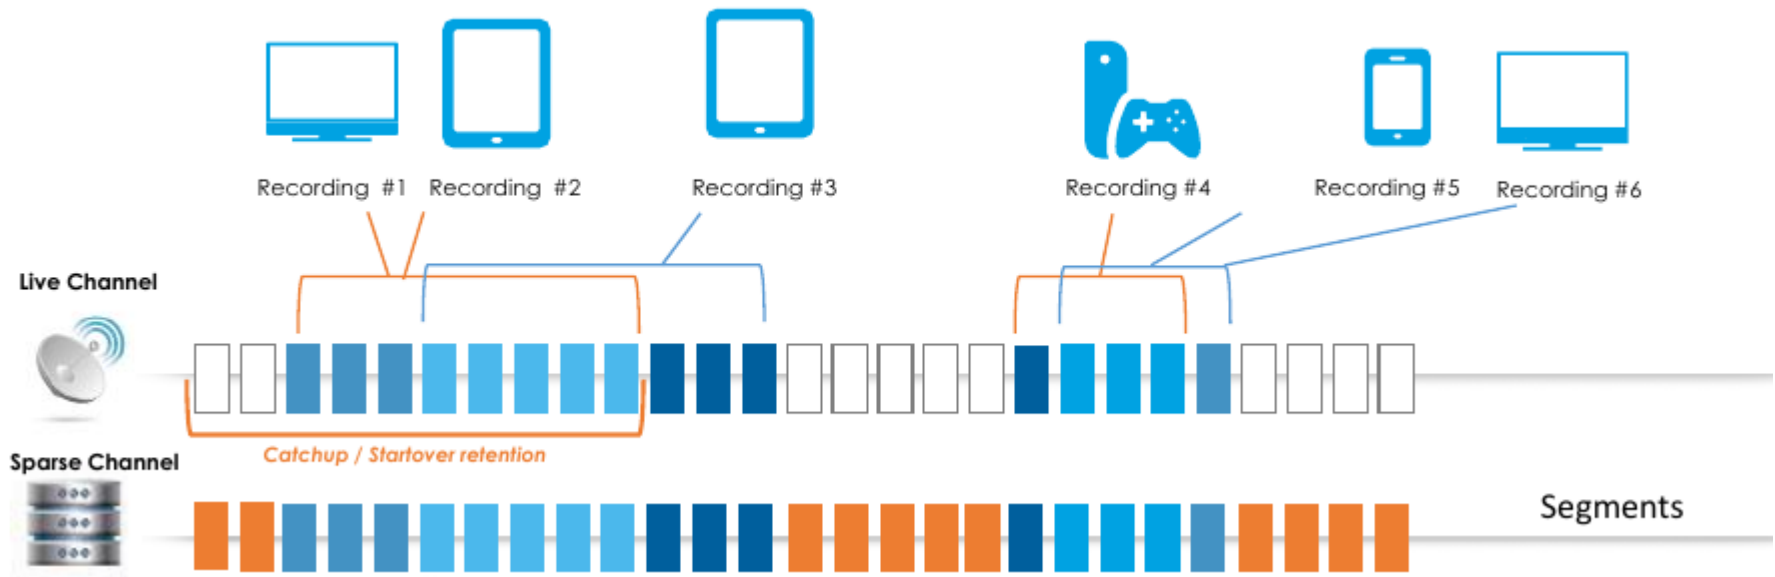 Recording #1
Recording #2
Recording #3
Recording #4
Recording #5
Recording #6
Live Channel
Catchup / Startover retention
Sparse Channel
Segments